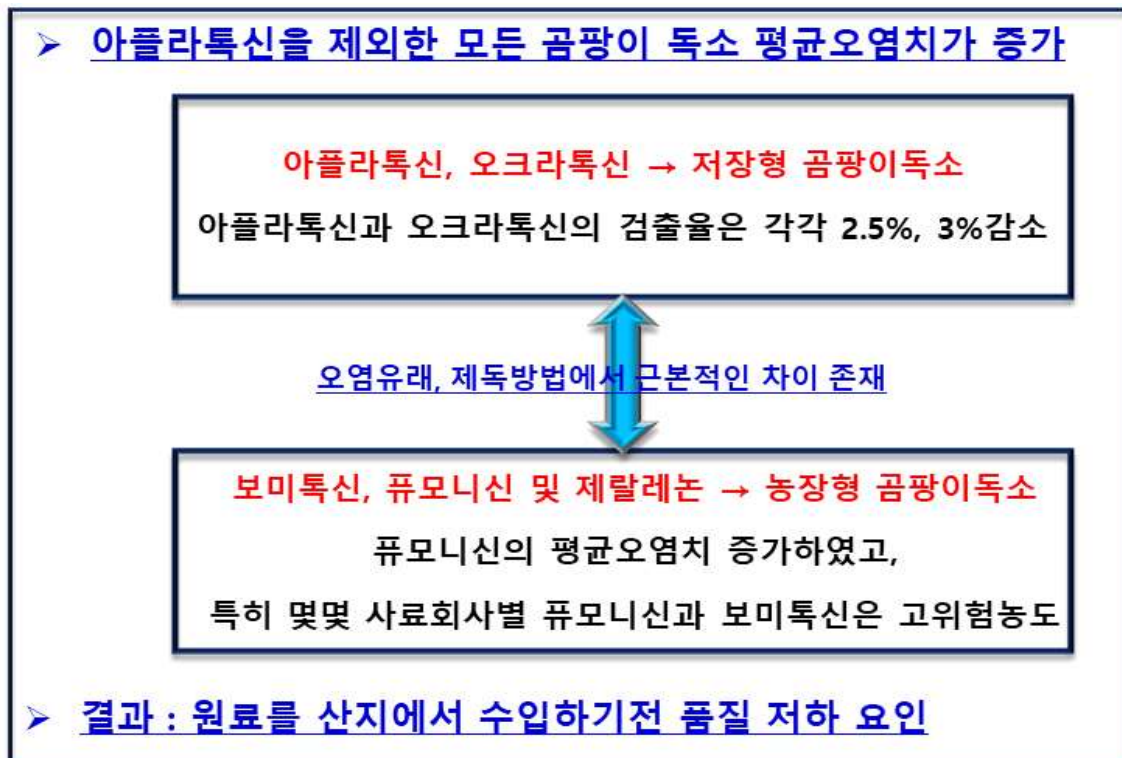 ➢ 아플라톡신을 제외한 모든 곰팡이 독소 평균오염치가 증가
아플라톡신, 오크라톡신 → 저장형 곰팡이독소
아플라톡신과 오크라톡신의 검출율은 각각 2.5%, 3%감소
오염유래, 제독방법에서 근본적인 차이 존재
보미톡신, 퓨모니신 및 제랄레논 → 농장형 곰팡이독소
퓨모니신의 평균오염치 증가하였고,
특히 몇몇 사료회사별 퓨모니신과 보미톡신은 고위험농도
➢ 결과 : 원료를 산지에서 수입하기전 품질 저하 요인